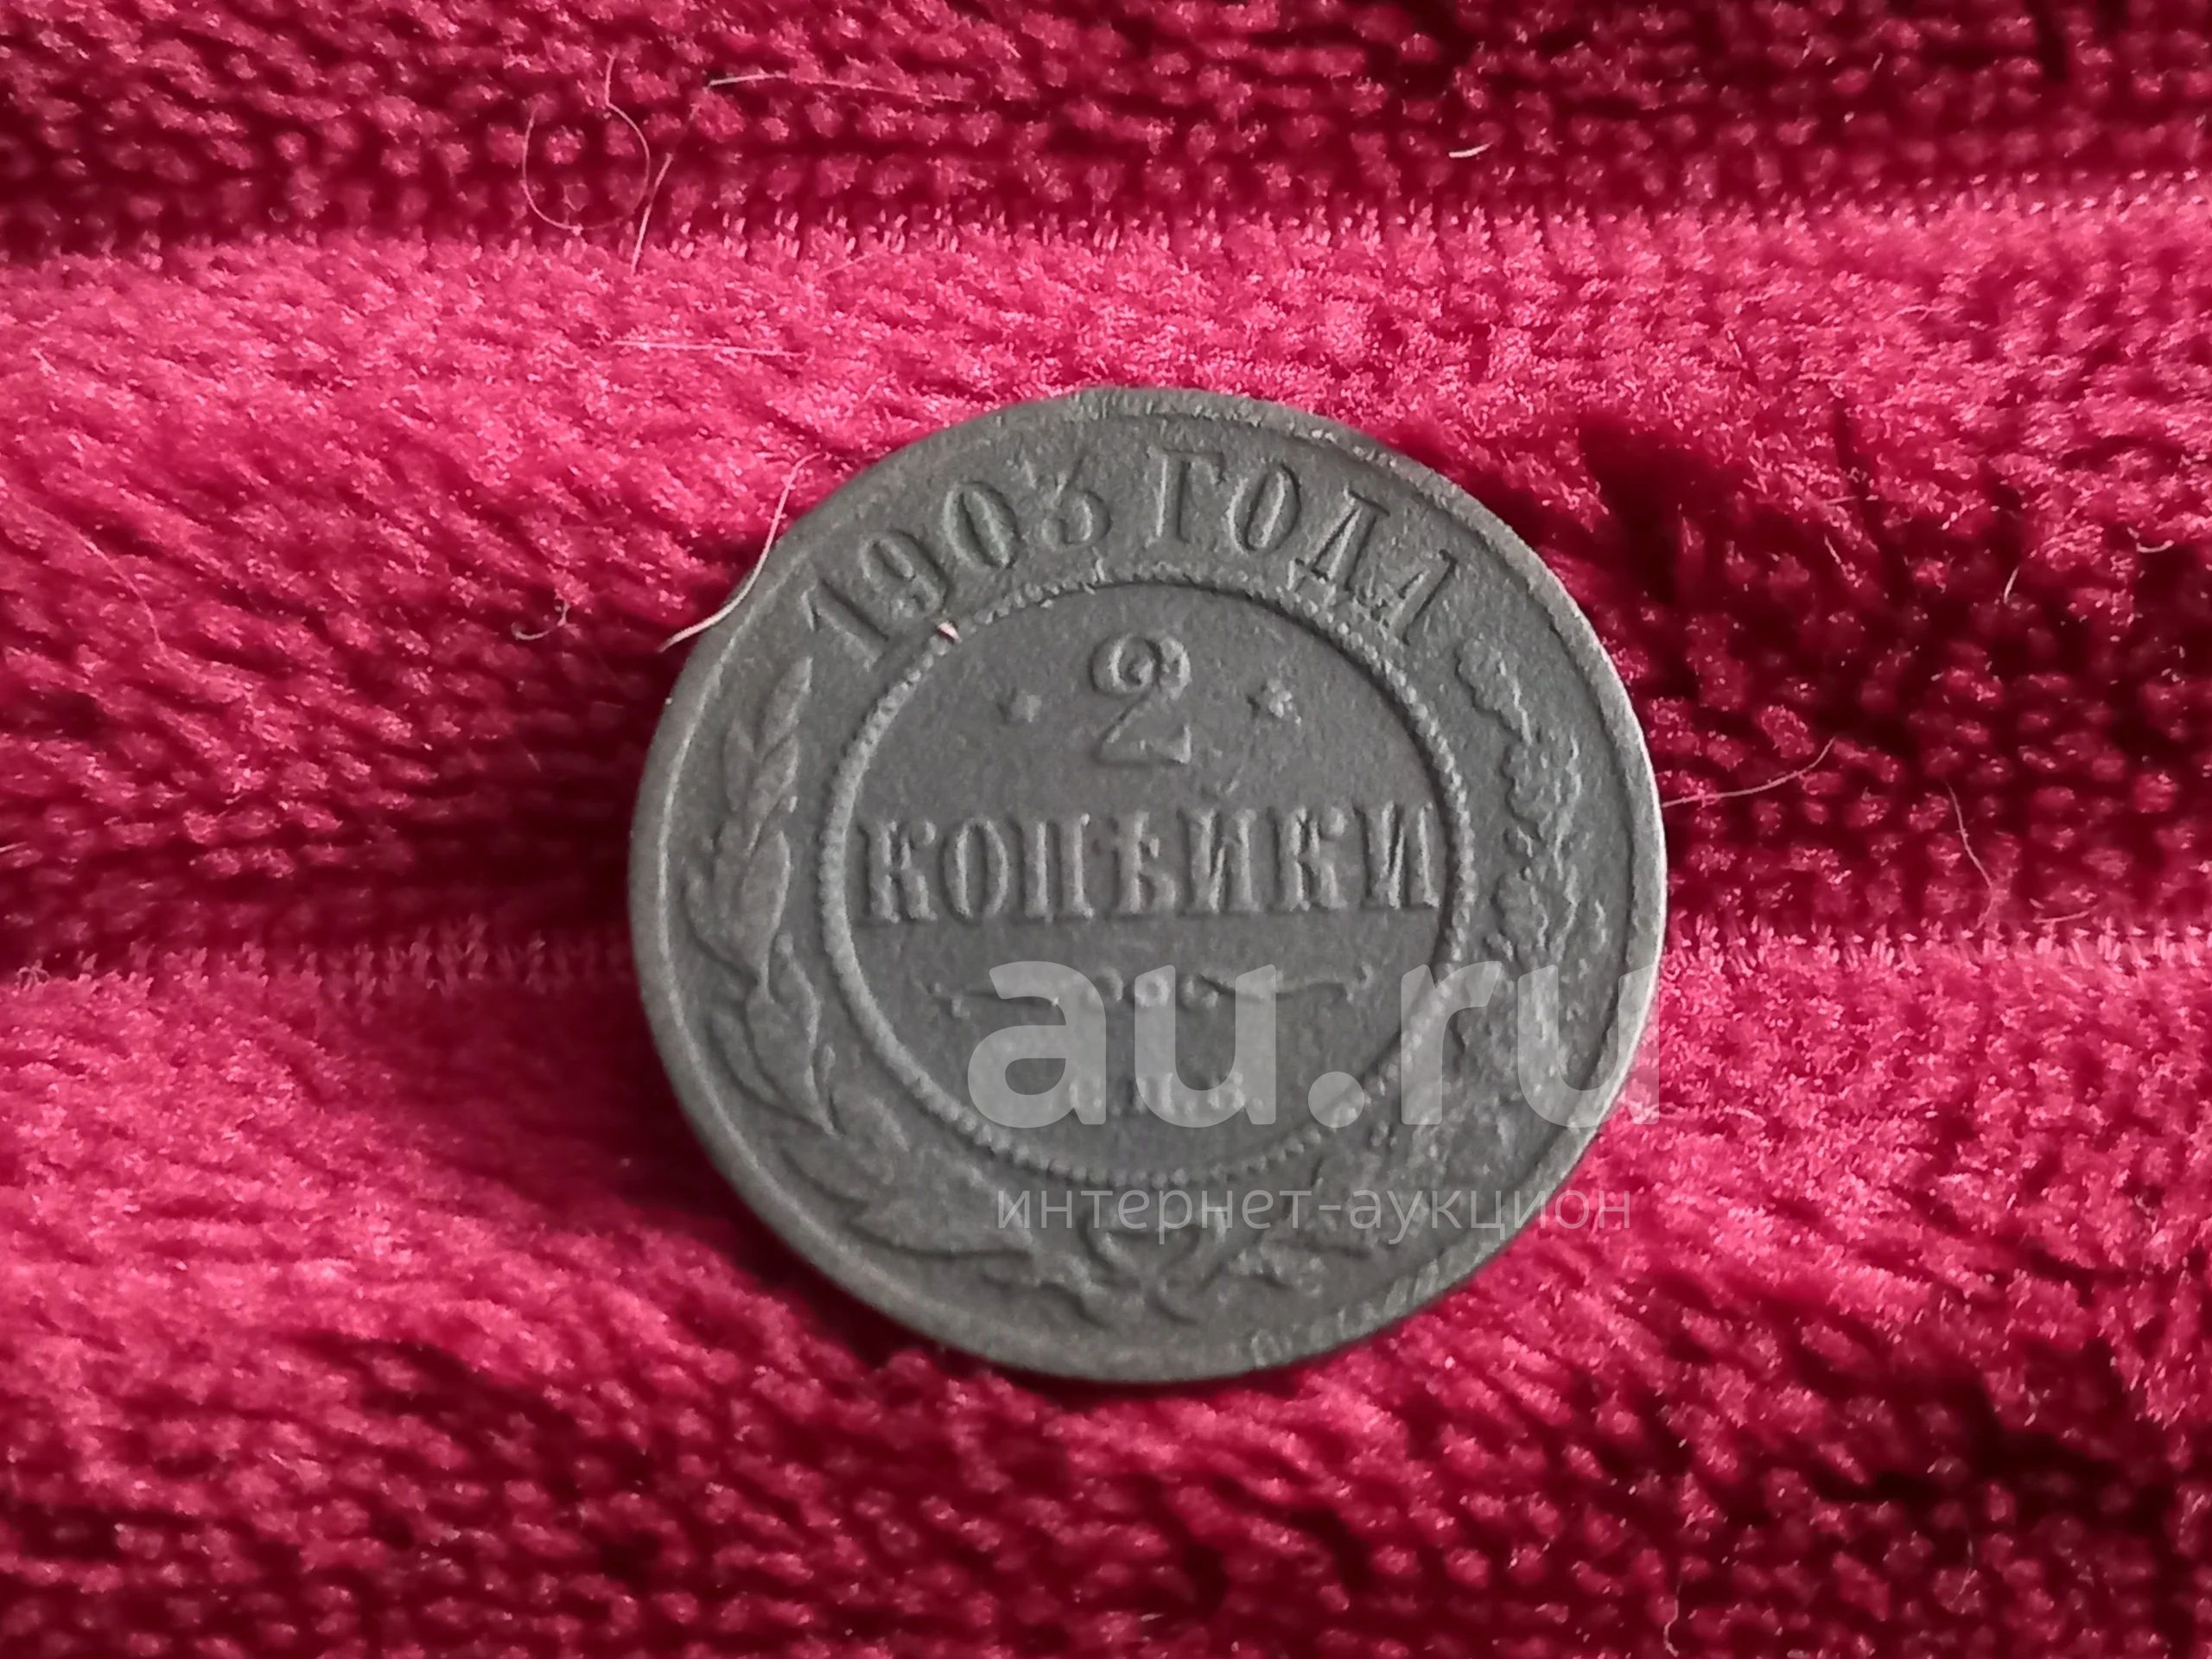 1903 ГОДА
2
КОПѢЙКИ
С.П.Б.
au.ru
интернет-аукцион